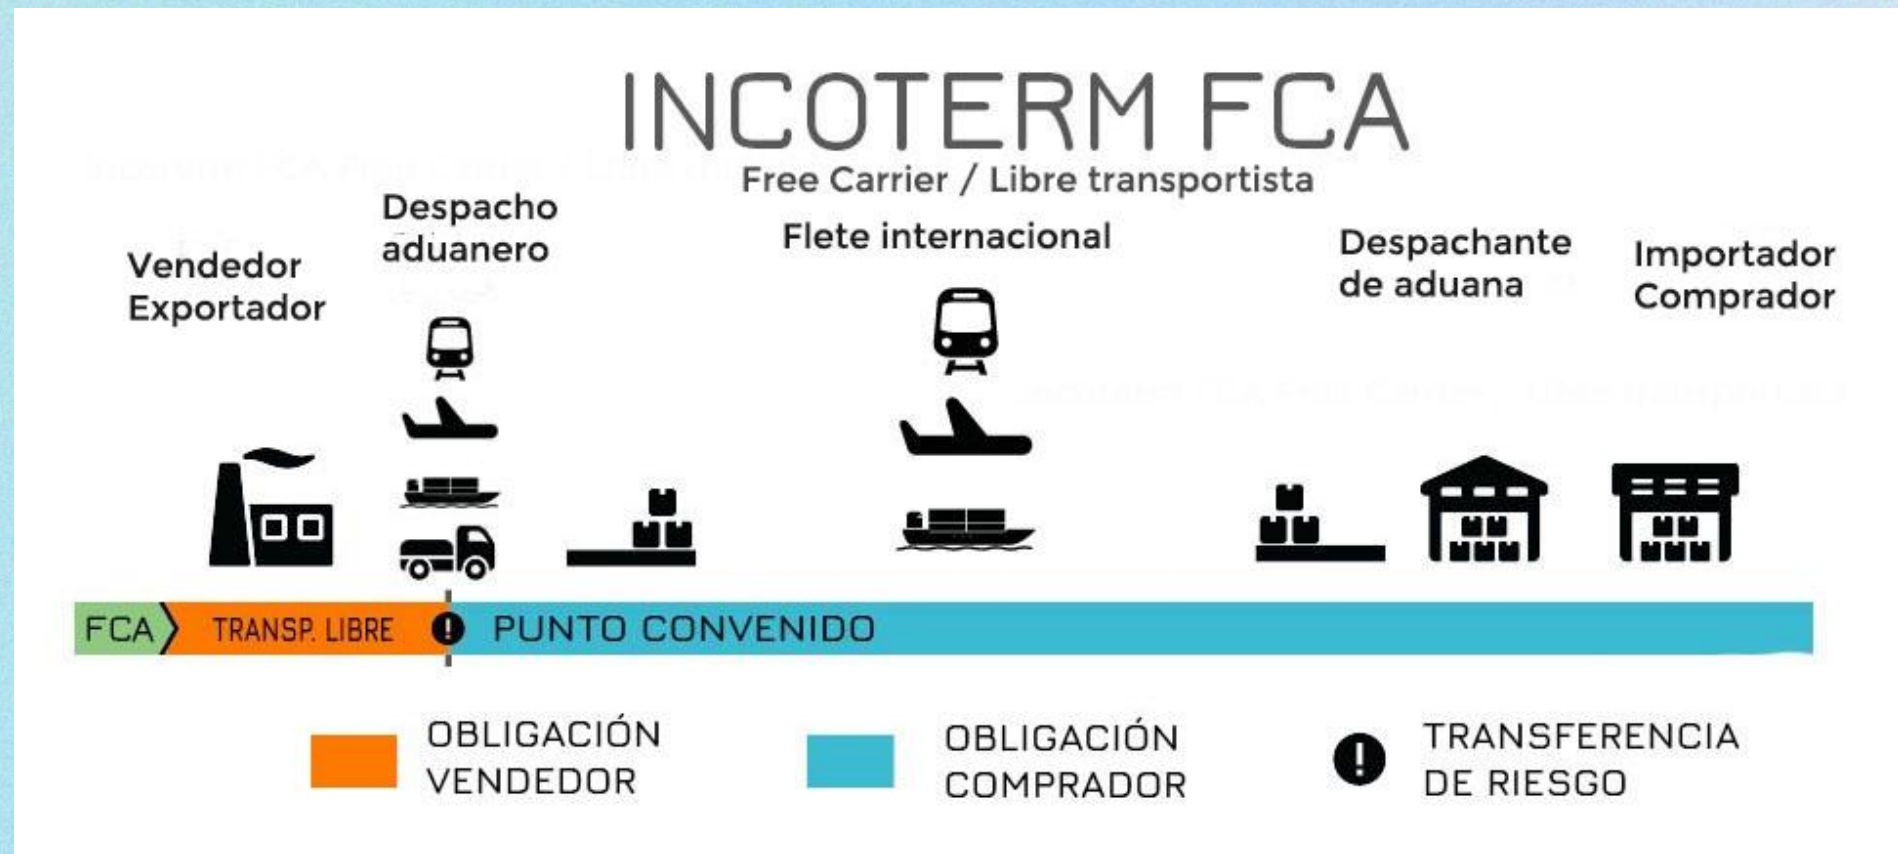 INCOTERM FCA
Free Carrier / Libre transportista
Vendedor
Exportador
Despacho
aduanero
Flete internacional
Despachante
de aduana
Importador
Comprador
FCA
TRANSP. LIBRE
PUNTO CONVENIDO
OBLIGACIÓN
VENDEDOR
OBLIGACIÓN
COMPRADOR
TRANSFERENCIA
DE RIESGO